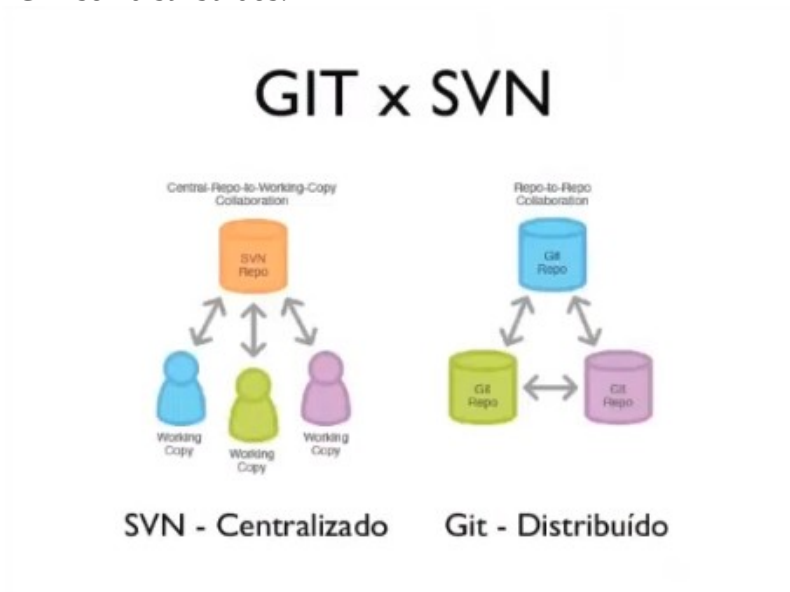 GIT x SVN
Central-Repo-to-Working-Copy
Collaboration
SVN
Repo
Working
Copy
Working
Copy
Working
Copy
SVN - Centralizado
Repo-to-Repo
Collaboration
Git
Repo
Git
Repo
Git
Repo
Git - Distribuído